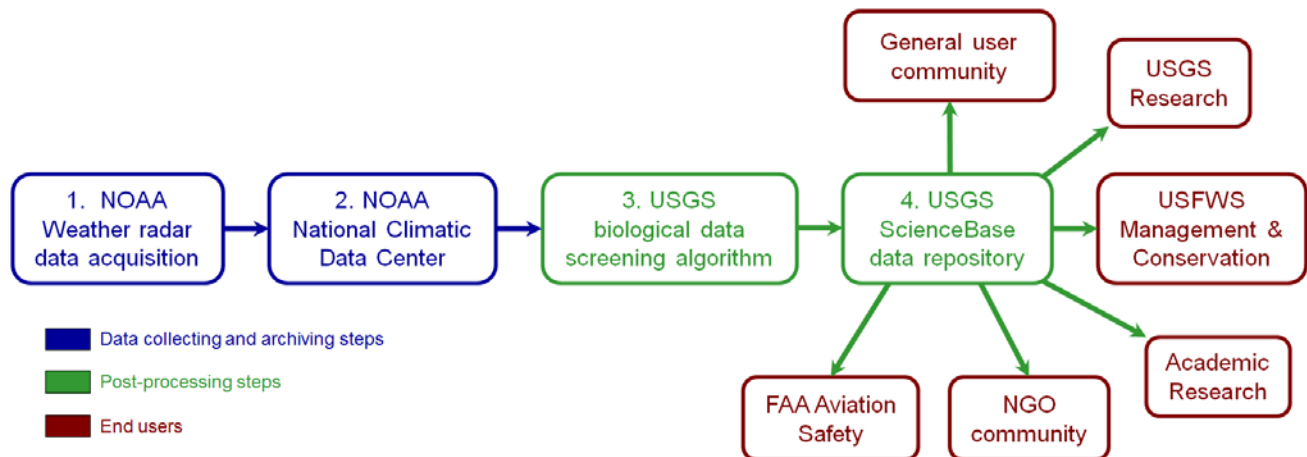 General user
community
USGS
Research
1. NOAA
Weather radar
data acquisition
2. NOAA
National Climatic
Data Center
3. USGS
biological data
screening algorithm
4. USGS
ScienceBase
data repository
USFWS
Management &
Conservation
Data collecting and archiving steps
Post-processing steps
End users
FAA Aviation
Safety
NGO
community
Academic
Research